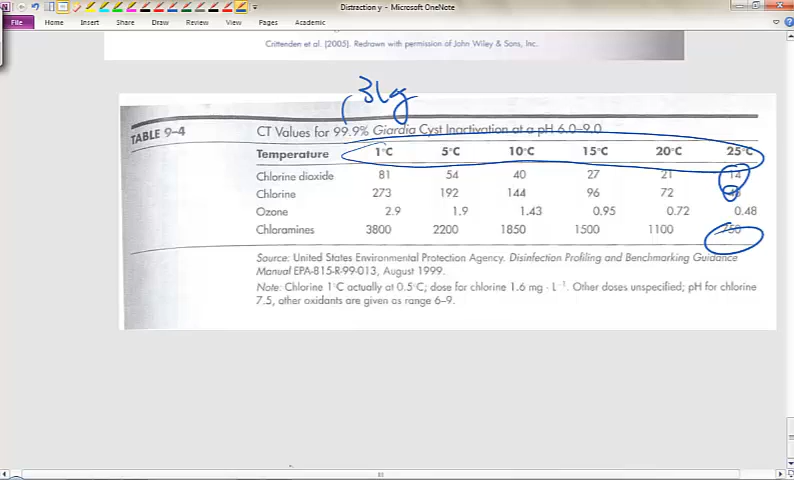 Distraction y - Microsoft OneNote
File Home Insert Share Draw Review View Pages Academic
Crittenden et al. (2005). Redrawn with permission of John Wiley & Sons, Inc.
3 Log
TABLE 9-4 CT Values for 99.9% Giardia Cyst Inactivation at a pH 6.0–9.0
Temperature 1°C 5°C 10°C 15°C 20°C 25°C
Chlorine dioxide 81 54 40 27 21 14
Chlorine 273 192 144 96 72
Ozone 2.9 1.9 1.43 0.95 0.72 0.48
Chloramines 3800 2200 1850 1500 1100 750
Source: United States Environmental Protection Agency. Disinfection Profiling and Benchmarking Guidance
Manual EPA-815-R-99-013, August 1999.
Note: Chlorine 1°C actually at 0.5°C; dose for chlorine 1.6 mg · L⁻¹. Other doses unspecified; pH for chlorine
7.5, other oxidants are given as range 6–9.